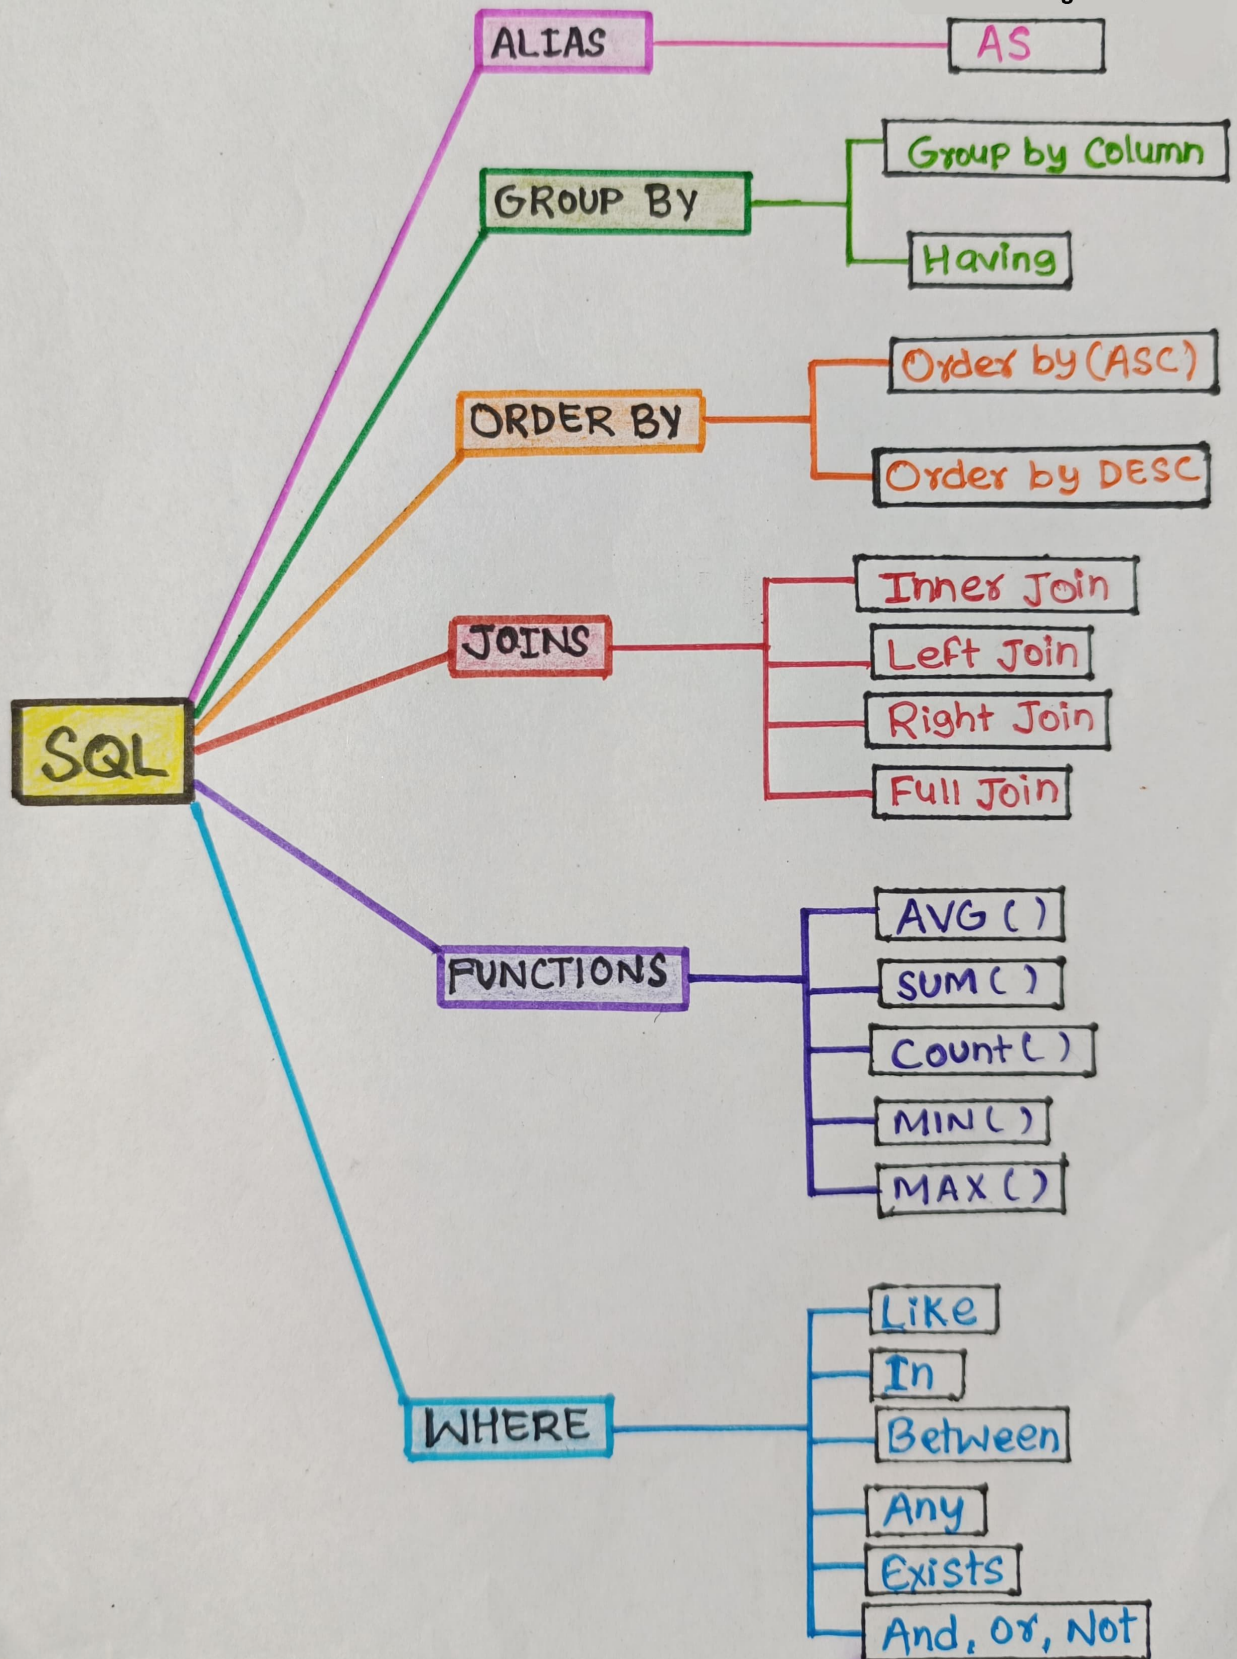 ALIAS
AS
GROUP BY
Group by Column
Having
ORDER BY
Order by (ASC)
Order by DESC
JOINS
Inner Join
Left Join
Right Join
Full Join
SQL
FUNCTIONS
AVG ( )
SUM ( )
Count ( )
MIN ( )
MAX ( )
WHERE
Like
In
Between
Any
Exists
And, Or, Not